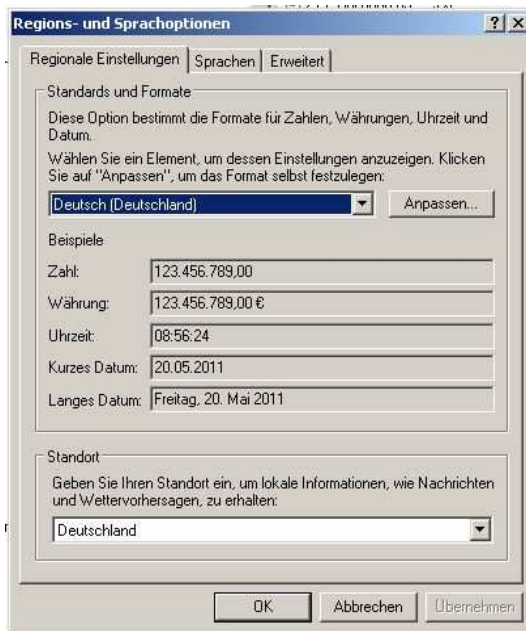 Regions- und Sprachoptionen
Regionale Einstellungen Sprachen Erweitert
Standards und Formate
Diese Option bestimmt die Formate für Zahlen, Währungen, Uhrzeit und
Datum.
Wählen Sie ein Element, um dessen Einstellungen anzuzeigen. Klicken
Sie auf "Anpassen", um das Format selbst festzulegen:
Deutsch (Deutschland) Anpassen...
Beispiele
Zahl: 123.456.789,00
Währung: 123.456.789,00 €
Uhrzeit: 08:56:24
Kurzes Datum: 20.05.2011
Langes Datum: Freitag, 20. Mai 2011
Standort
Geben Sie Ihren Standort ein, um lokale Informationen, wie Nachrichten
und Wettervorhersagen, zu erhalten:
Deutschland
OK Abbrechen Übernehmen